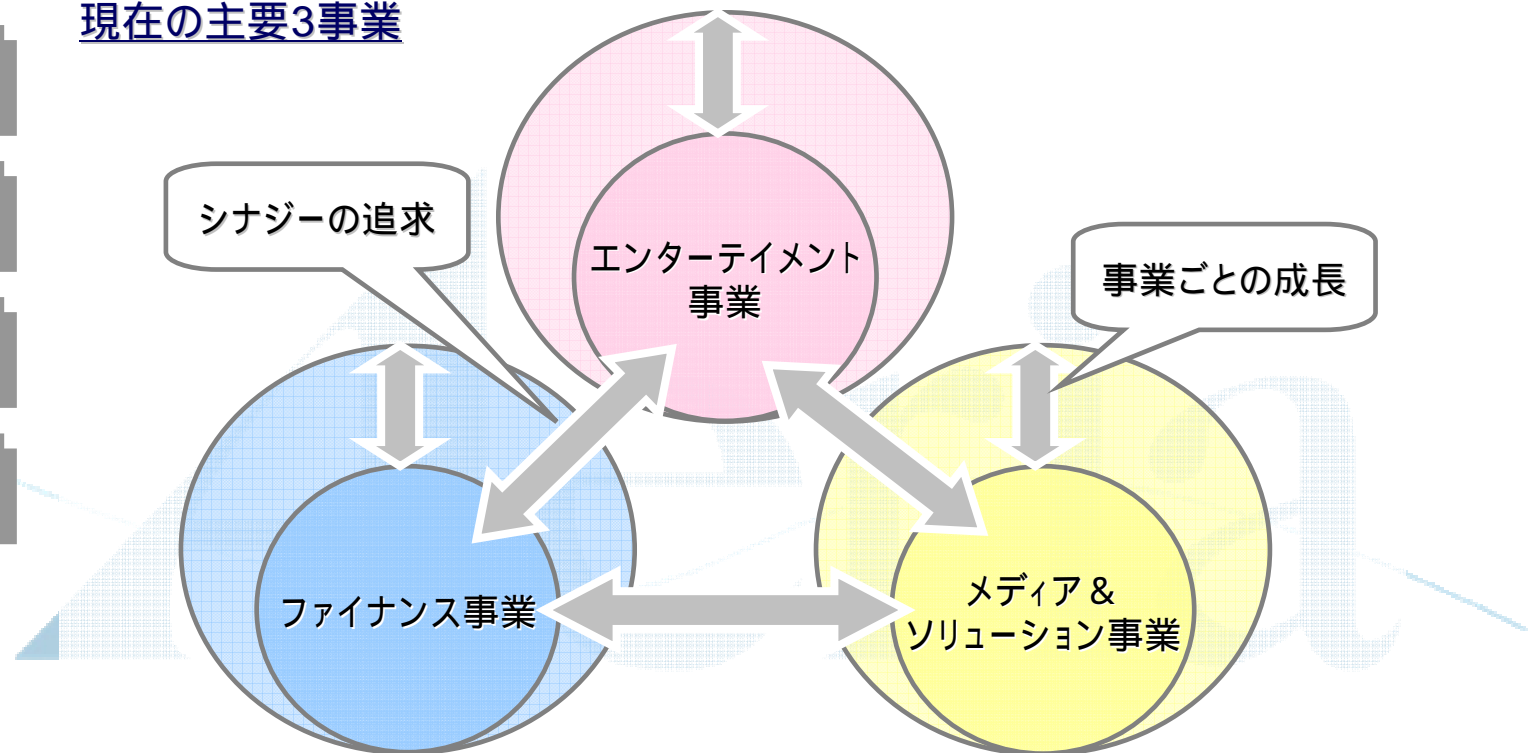 現在の主要3事業
シナジーの追求
エンターテイメント
事業
事業ごとの成長
ファイナンス事業
メディア＆
ソリューション事業